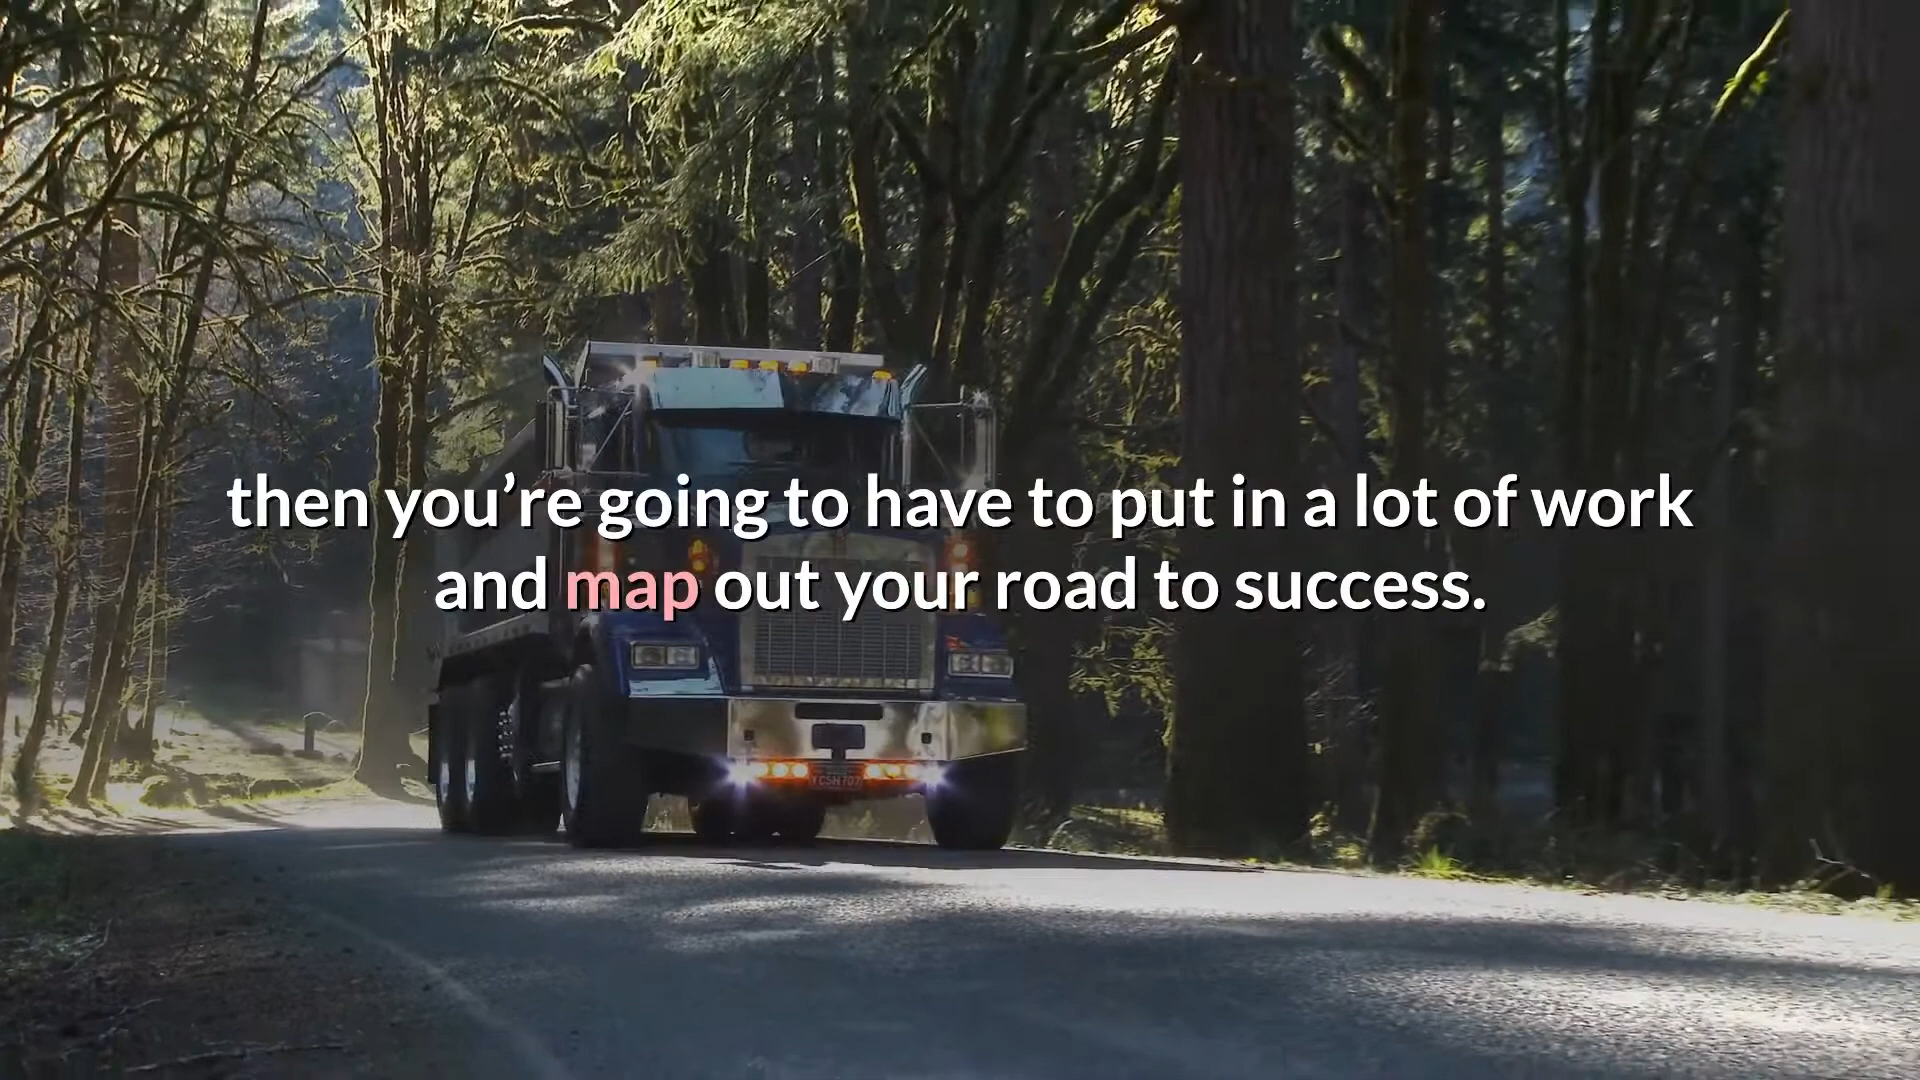 then you’re going to have to put in a lot of work
and map out your road to success.